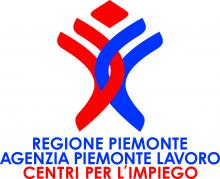 REGIONE PIEMONTE
AGENZIA PIEMONTE LAVORO
CENTRI PER L'IMPIEGO